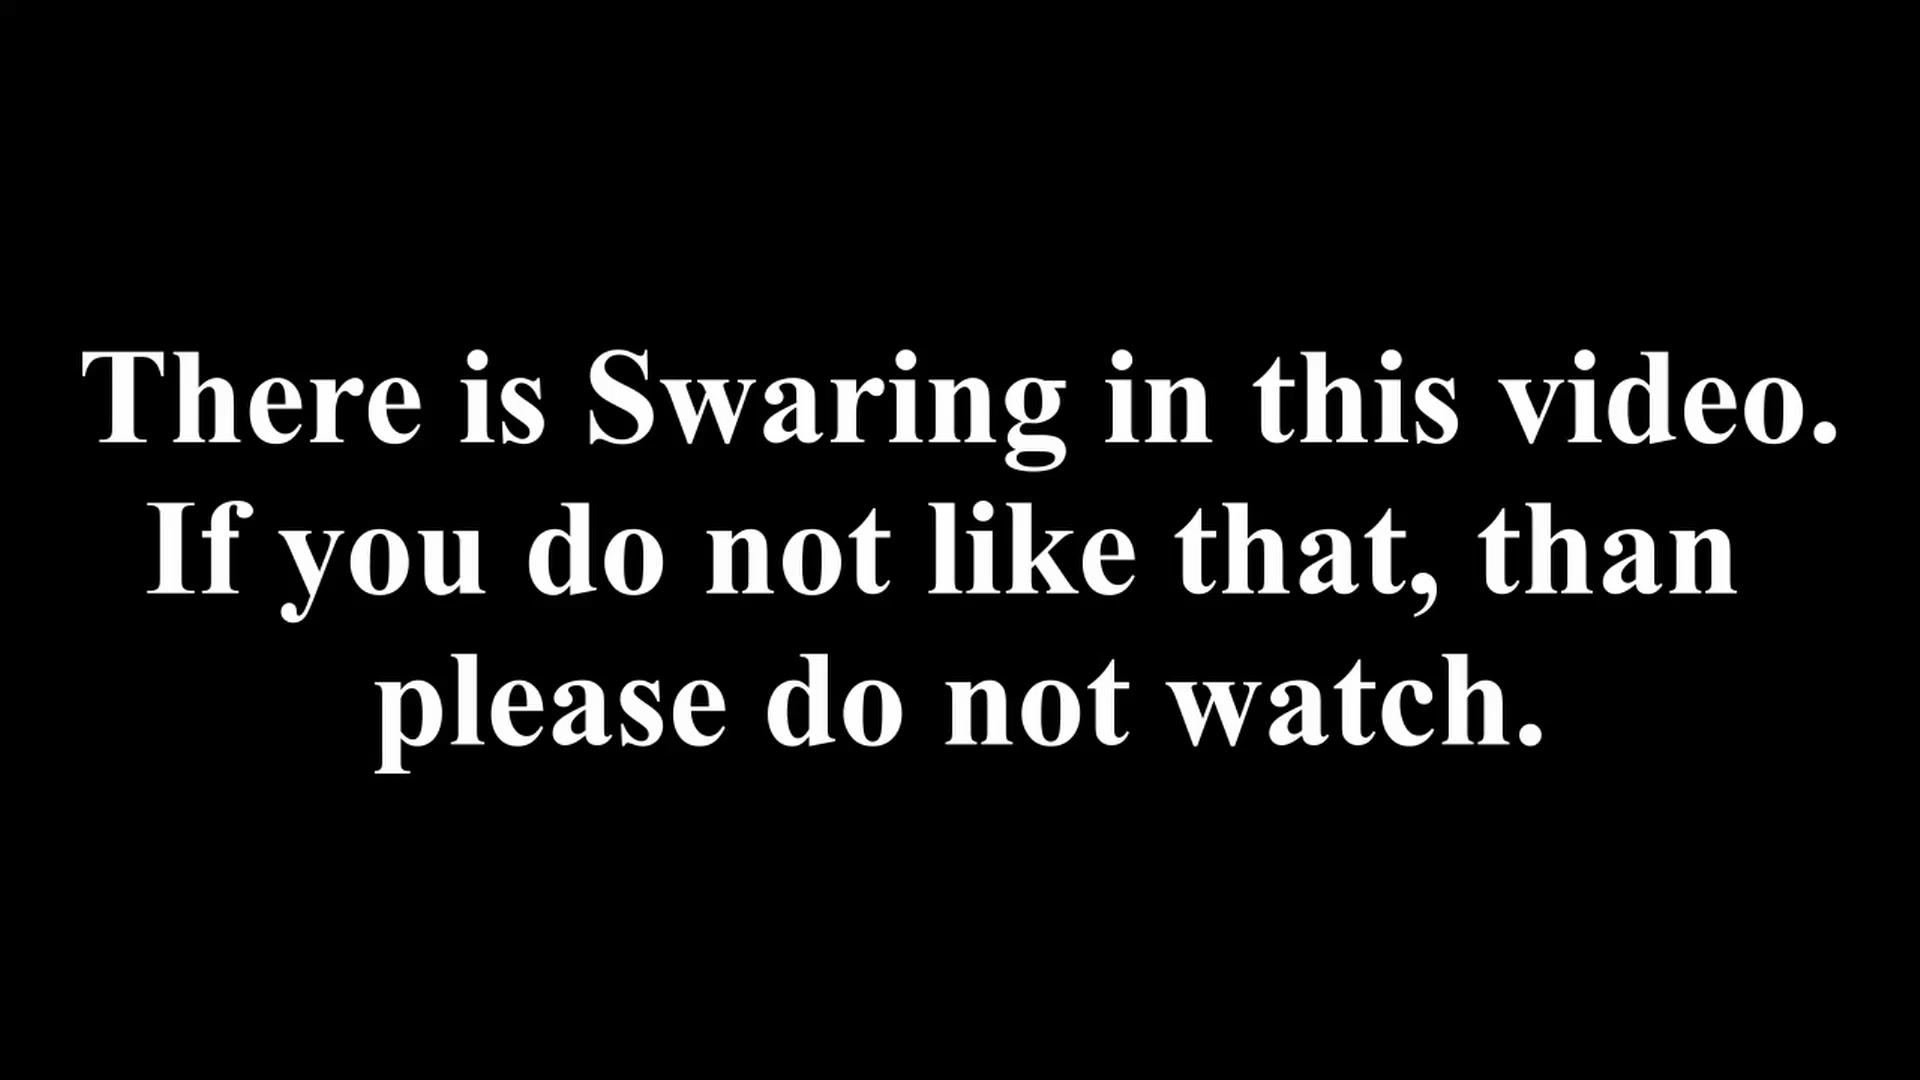 There is Swaring in this video.
If you do not like that, than
please do not watch.